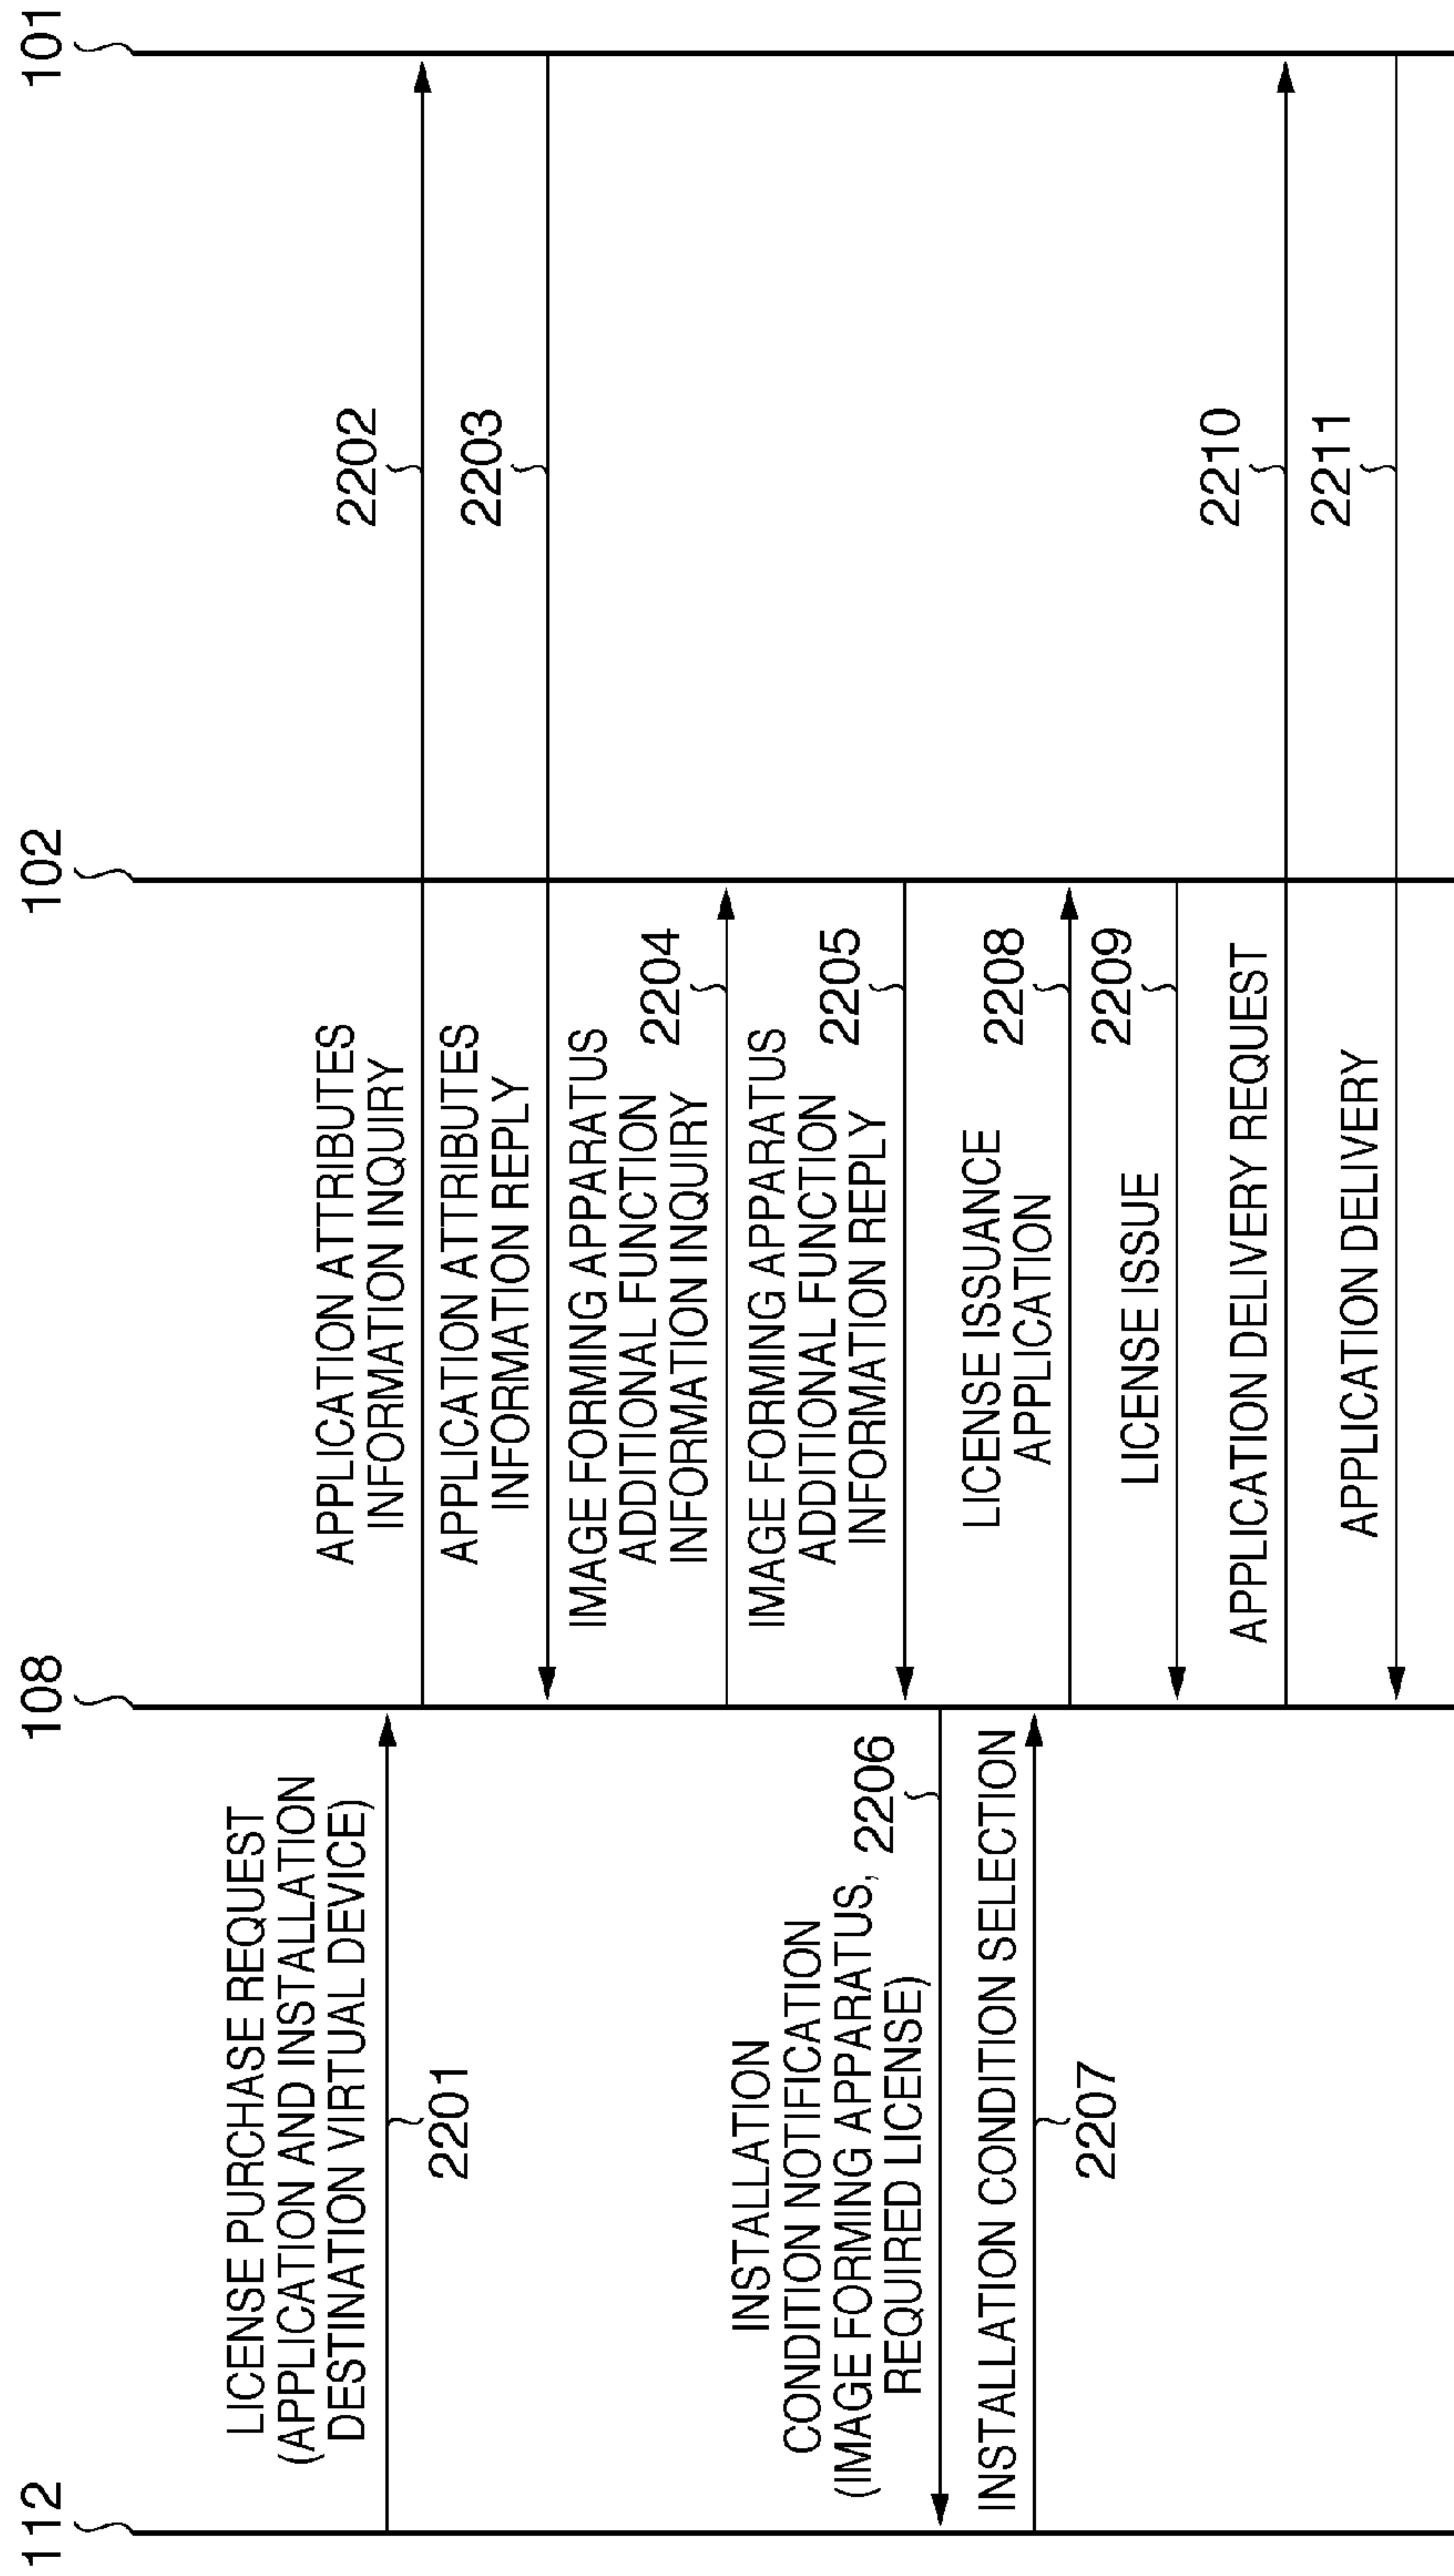 112
108
102
101
LICENSE PURCHASE REQUEST
(APPLICATION AND INSTALLATION
DESTINATION VIRTUAL DEVICE)
2201
APPLICATION ATTRIBUTES
INFORMATION INQUIRY
2202
APPLICATION ATTRIBUTES
INFORMATION REPLY
2203
IMAGE FORMING APPARATUS
ADDITIONAL FUNCTION
INFORMATION INQUIRY
2204
IMAGE FORMING APPARATUS
ADDITIONAL FUNCTION
INFORMATION REPLY
2205
INSTALLATION
CONDITION NOTIFICATION
(IMAGE FORMING APPARATUS,
REQUIRED LICENSE)
2206
INSTALLATION CONDITION SELECTION
2207
LICENSE ISSUANCE
APPLICATION
2208
LICENSE ISSUE
2209
APPLICATION DELIVERY REQUEST
2210
APPLICATION DELIVERY
2211